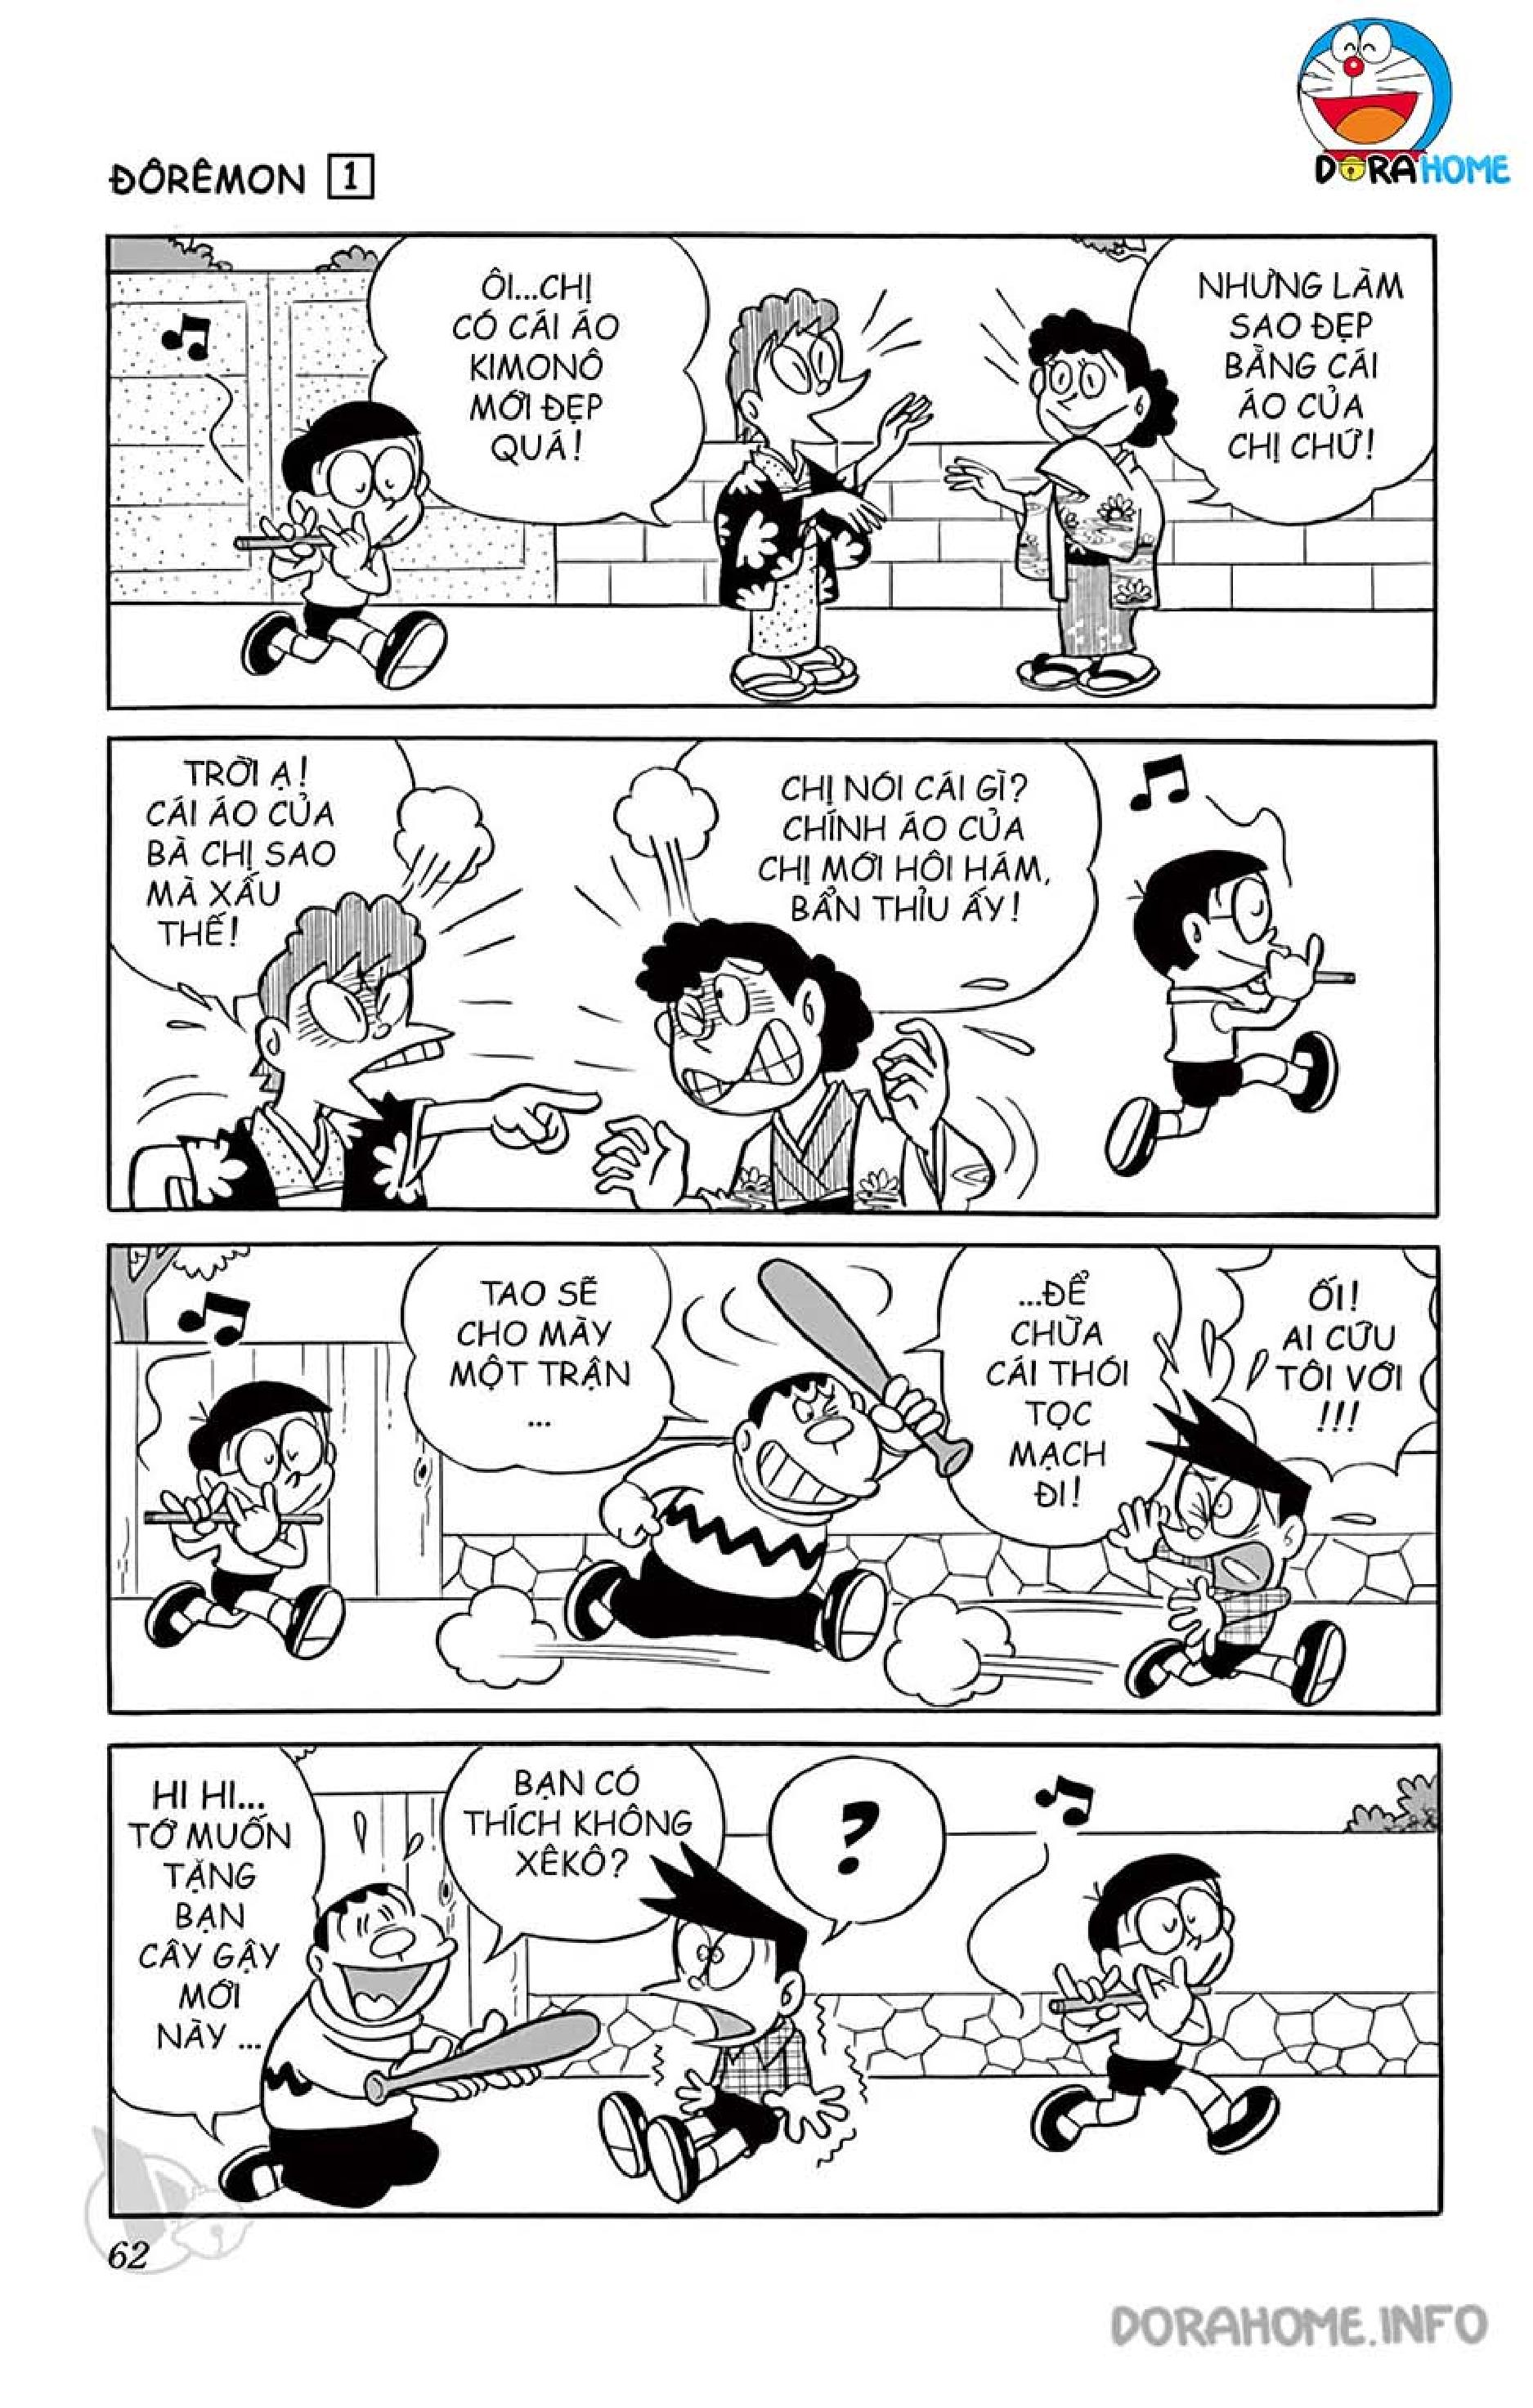 DORAHOME
ĐÔRÊMON 1
ÔI...CHỊ
CÓ CÁI ÁO
KIMONÔ
MỚI ĐẸP
QUÁ!
NHƯNG LÀM
SAO ĐẸP
BẰNG CÁI
ÁO CỦA
CHỊ CHỨ!
TRỜI Ạ!
CÁI ÁO CỦA
BÀ CHỊ SAO
MÀ XẤU
THẾ!
CHỊ NÓI CÁI GÌ?
CHÍNH ÁO CỦA
CHỊ MỚI HÔI HÁM,
BẨN THỈU ẤY!
TAO SẼ
CHO MÀY
MỘT TRẬN
...
...ĐỂ
CHỪA
CÁI THÓI
TỌC
MẠCH
ĐI!
ỐI!
AI CỨU
TÔI VỚI
!!!
HI HI...
TỚ MUỐN
TẶNG
BẠN
CÂY GẬY
MỚI
NÀY ...
BẠN CÓ
THÍCH KHÔNG
XÊKÔ?
?
62
DORAHOME.INFO